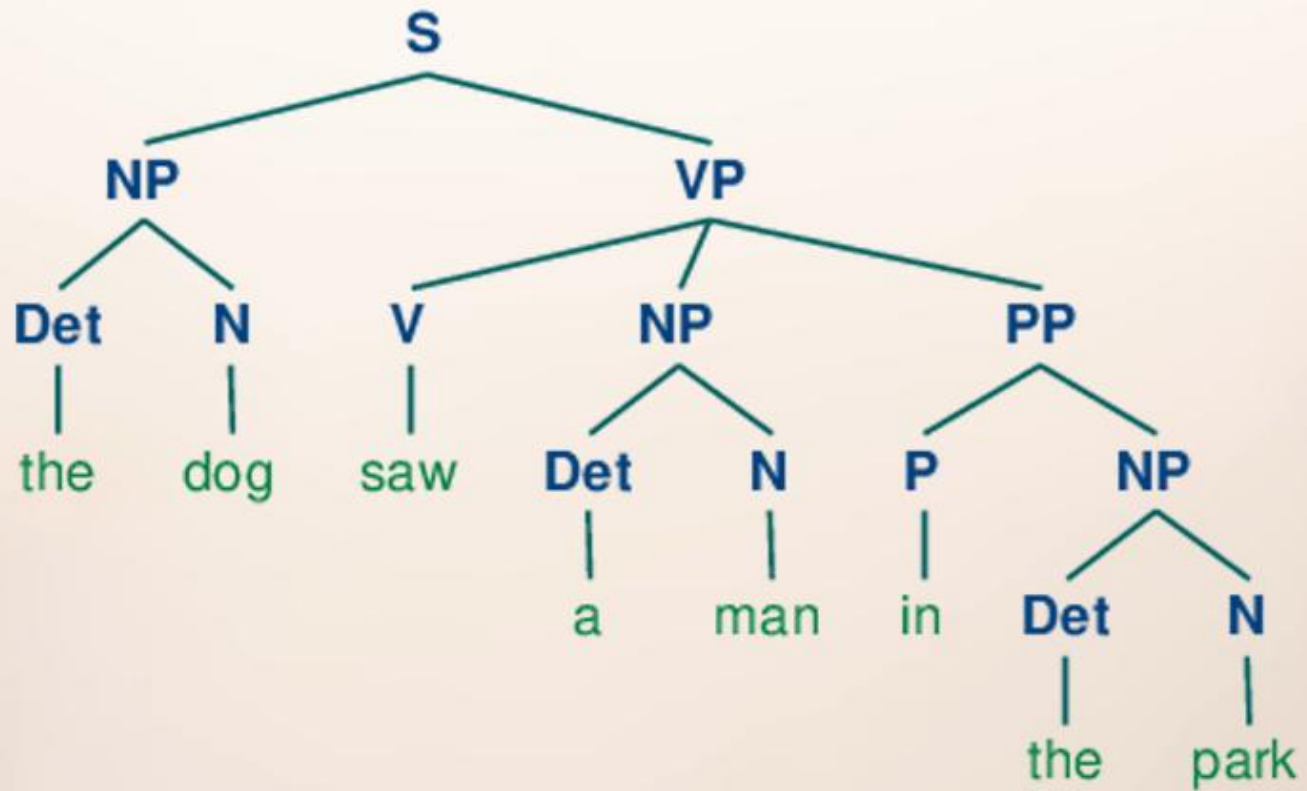 S
NP VP
Det N V NP PP
the dog saw Det N P NP
a man in Det N
the park